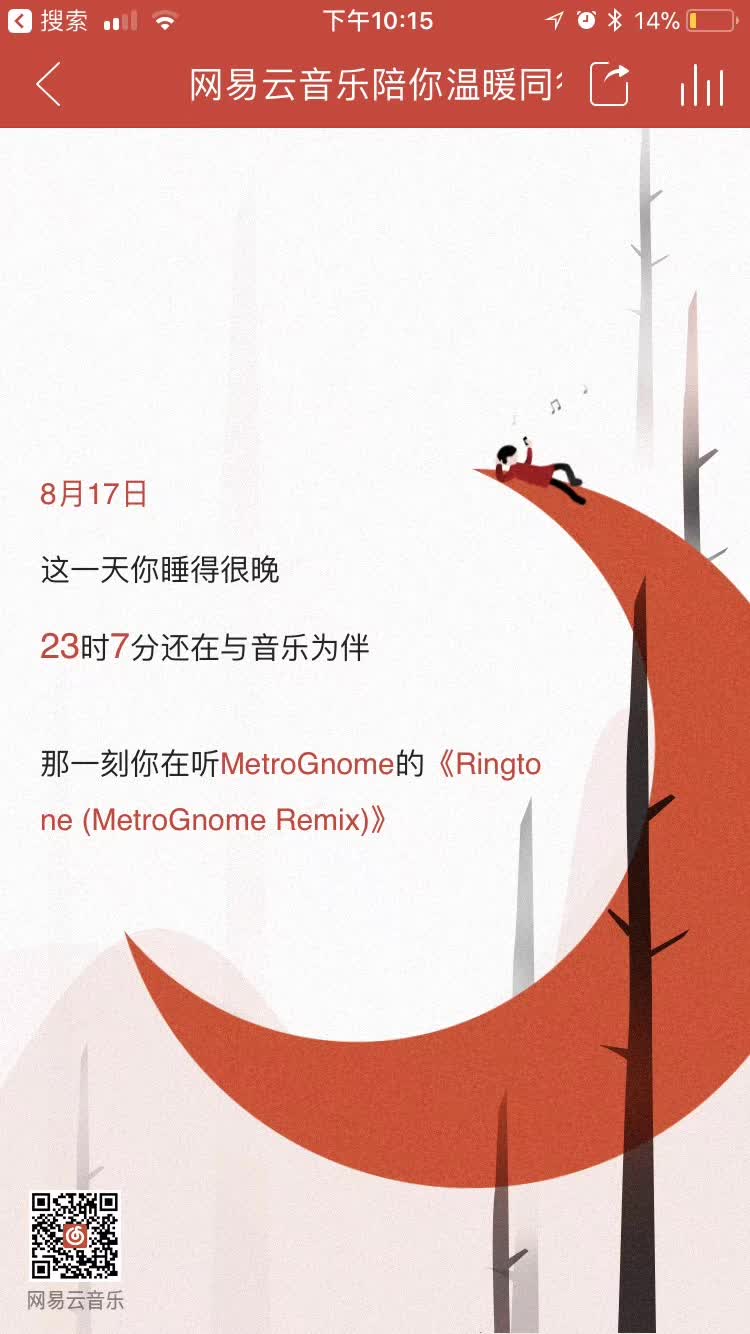 搜索 下午10:15 14%
网易云音乐陪你温暖同
8月17日
这一天你睡得很晚
23时7分还在与音乐为伴
那一刻你在听MetroGnome的《Ringto
ne (MetroGnome Remix)》
网易云音乐